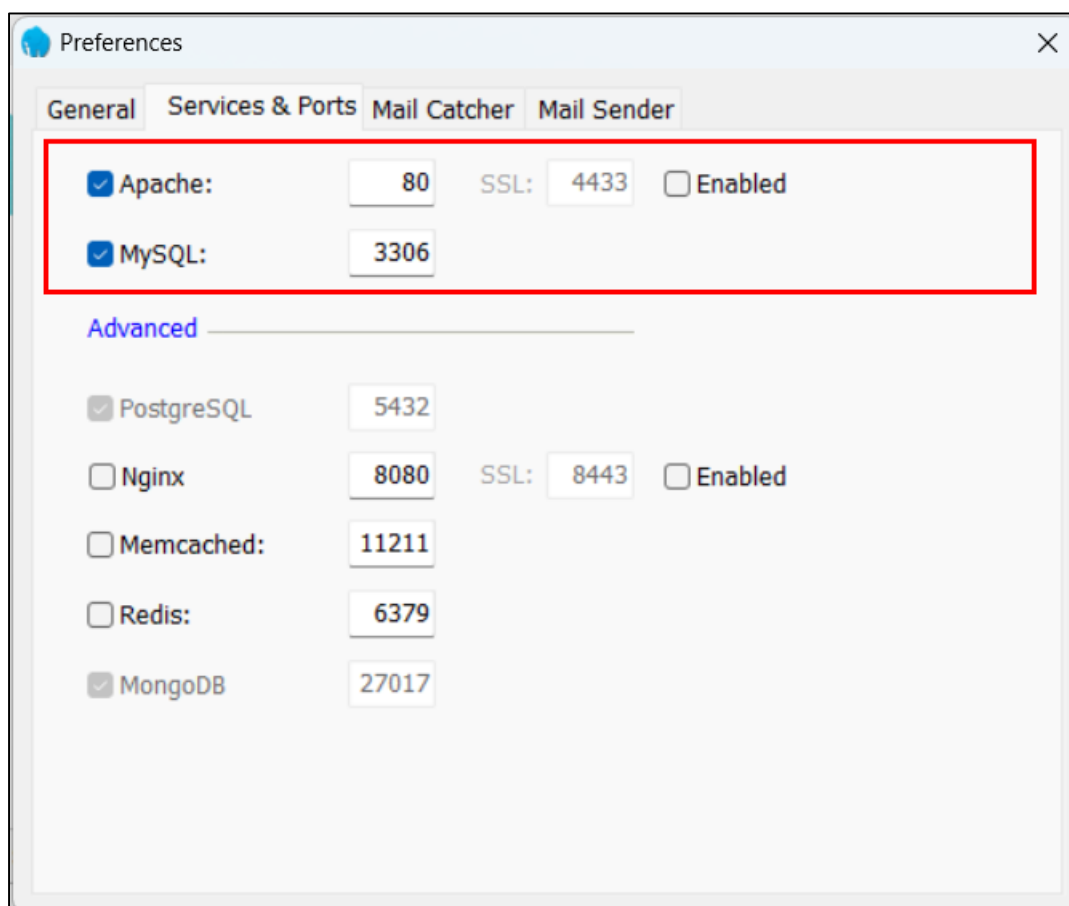 Preferences
General Services & Ports Mail Catcher Mail Sender
Apache: 80 SSL: 4433 Enabled
MySQL: 3306
Advanced
PostgreSQL 5432
Nginx 8080 SSL: 8443 Enabled
Memcached: 11211
Redis: 6379
MongoDB 27017